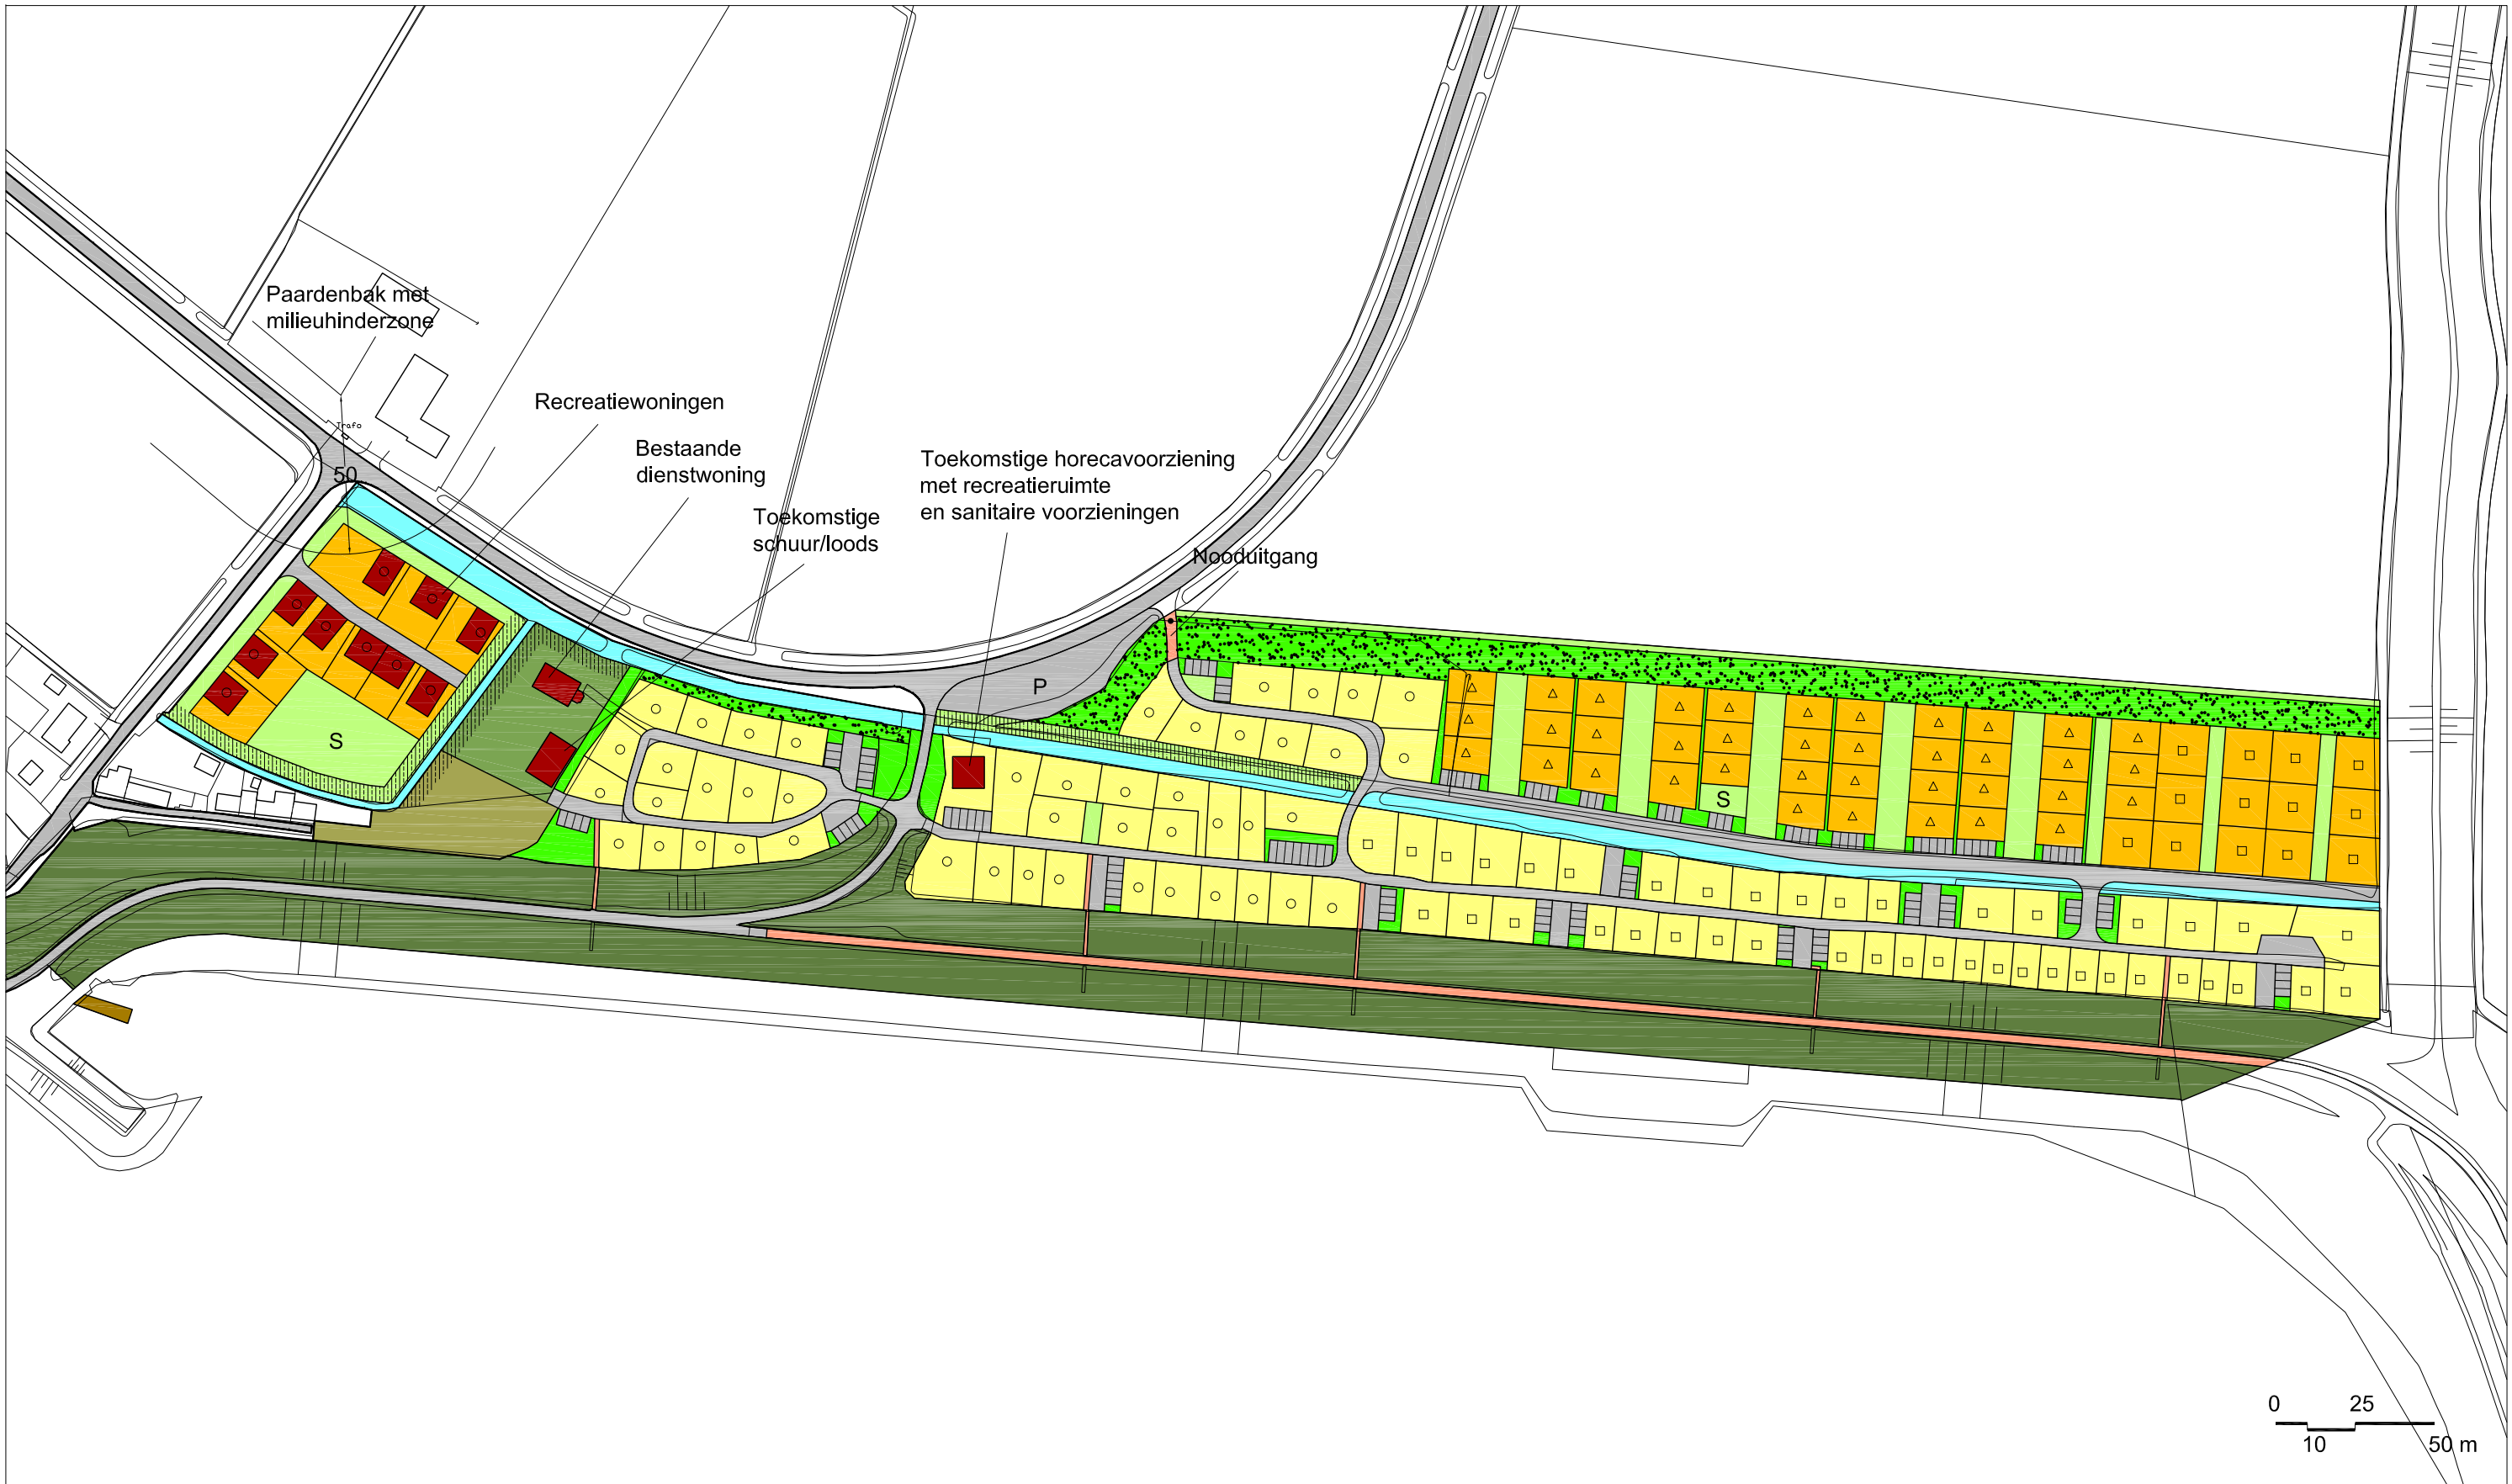 Paardenbak met
milieuhinderzone
Recreatiewoningen
Trafo
Bestaande
dienstwoning
Toekomstige horecavoorziening
met recreatieruimte
en sanitaire voorzieningen
50
Toekomstige
schuur/loods
Nooduitgang
P
S
S
0 25
10 50 m